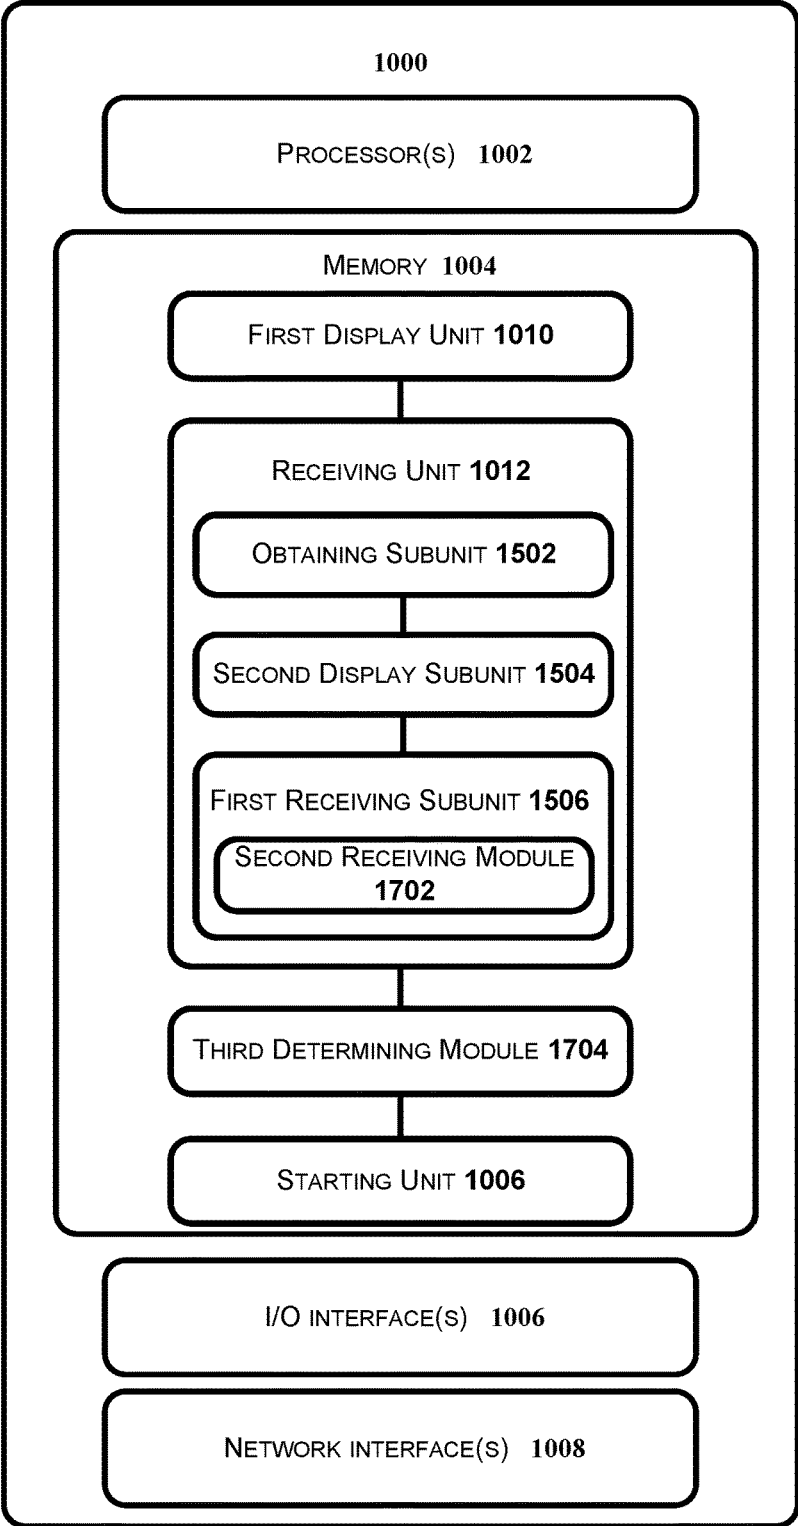 1000
PROCESSOR(S) 1002
MEMORY 1004
FIRST DISPLAY UNIT 1010
RECEIVING UNIT 1012
OBTAINING SUBUNIT 1502
SECOND DISPLAY SUBUNIT 1504
FIRST RECEIVING SUBUNIT 1506
SECOND RECEIVING MODULE
1702
THIRD DETERMINING MODULE 1704
STARTING UNIT 1006
I/O INTERFACE(S) 1006
NETWORK INTERFACE(S) 1008